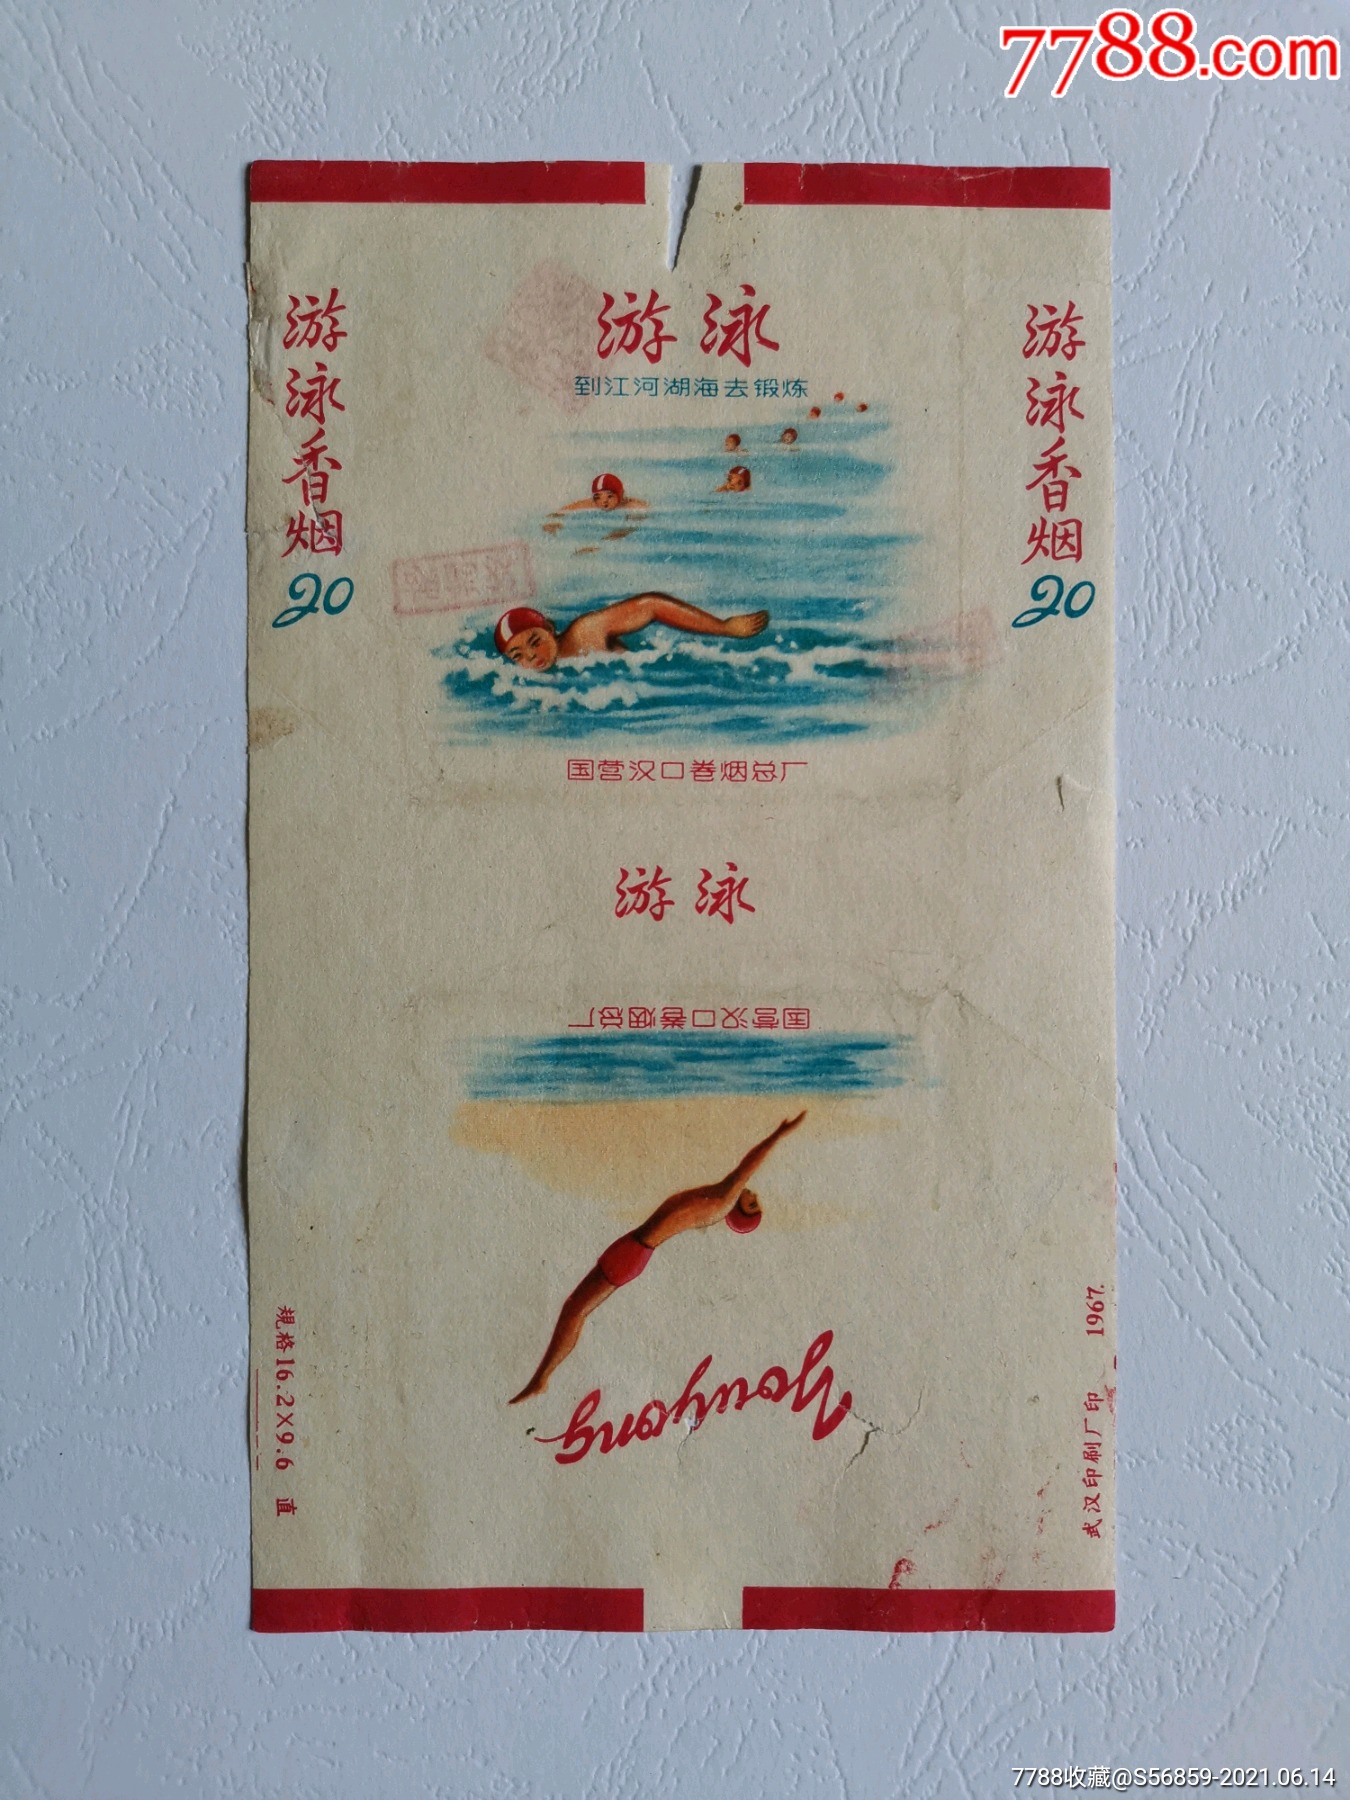 7788.com
游泳
到江河湖海去锻炼
游泳香烟
20
游泳香烟
20
国营汉口卷烟总厂
游泳
国营汉口卷烟总厂
Youyong
规格16.2×9.6 直
武汉印刷厂印 1967.
7788收藏@S56859-2021.06.14